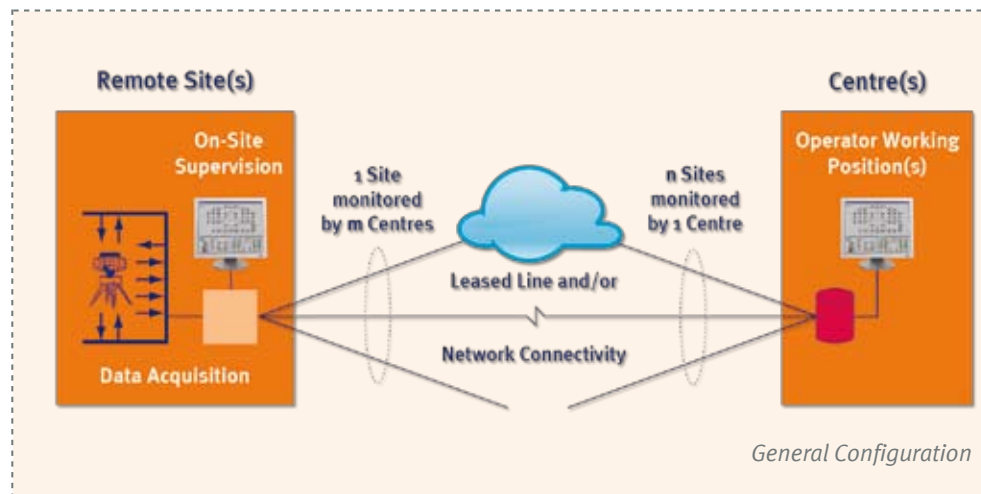 Remote Site(s)
Centre(s)
On-Site
Supervision
1 Site
monitored
by m Centres
n Sites
monitored
by 1 Centre
Operator Working
Position(s)
Leased Line and/or
Network Connectivity
Data Acquisition
General Configuration